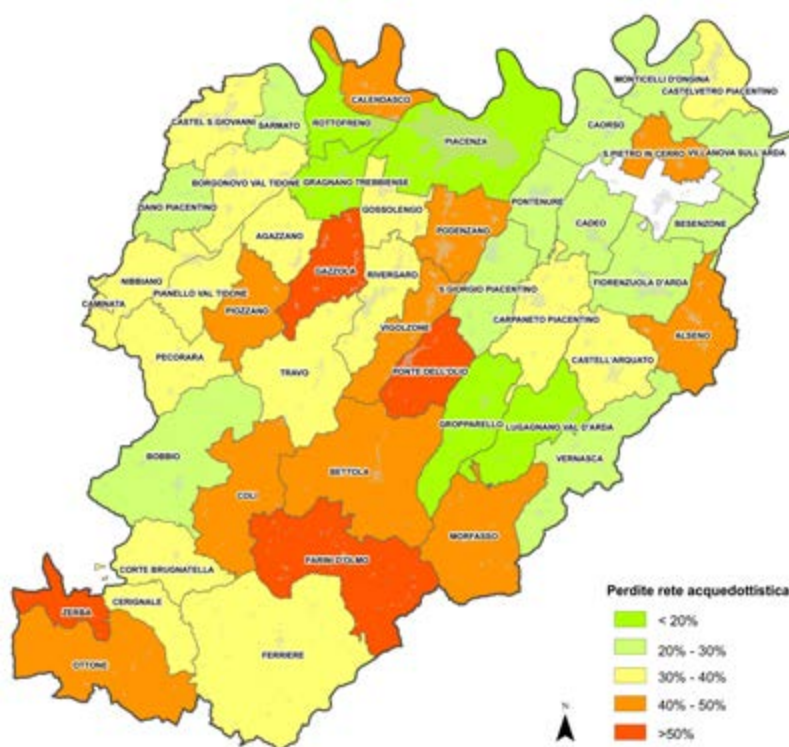 MONTICELLI D'ONGINA
CASTELVETRO PIACENTINO
CALENDASCO
CASTEL S.GIOVANNI
SARMATO
ROTTOFRENO
CAORSO
PIACENZA
S.PIETRO IN CERRO
VILLANOVA SULL'ARDA
BORGONOVO VAL TIDONE
GRAGNANO TREBBIENSE
DANO PIACENTINO
GOSSOLENGO
PONTENURE
BESENZONE
CADEO
AGAZZANO
PODENZANO
GAZZOLA
RIVERGARO
NIBBIANO
FIORENZUOLA D'ARDA
S.GIORGIO PIACENTINO
PIANELLO VAL TIDONE
CAMINATA
PIOZZANO
CARPANETO PIACENTINO
VIGOLZONE
ALSENO
PECORARA
CASTELL'ARQUATO
TRAVO
PONTE DELL'OLIO
GROPPARELLO
LUGAGNANO VAL D'ARDA
BOBBIO
VERNASCA
BETTOLA
COLI
MORFASSO
FARINI D'OLMO
CORTE BRUGNATELLA
CERIGNALE
ZERBA
FERRIERE
OTTONE
Perdite rete acquedottistica
< 20%
20% - 30%
30% - 40%
40% - 50%
>50%
N